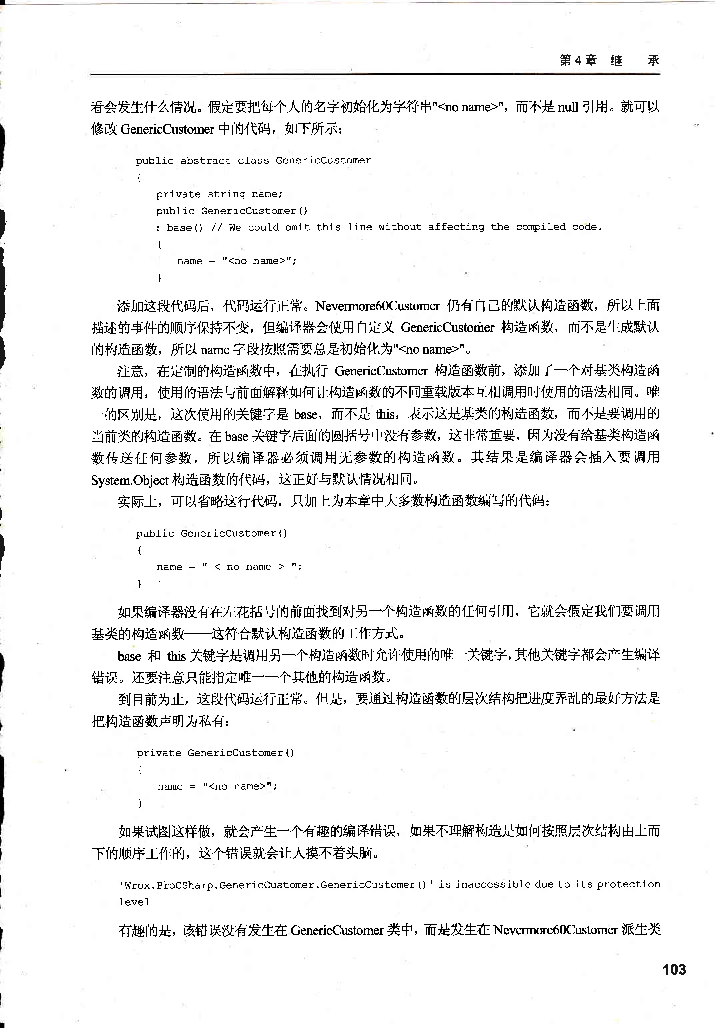 第 4 章 继 承
看会发生什么情况。假定要把每个人的名字初始化为字符串"<no name>"，而不是 null 引用。就可以
修改 GenericCustomer 中的代码，如下所示：
public abstract class GenericCustomer
{
private string name;
public GenericCustomer()
: base() // We could omit this line without affecting the compiled code.
{
name = "<no name>";
}
添加这段代码后，代码运行正常。Nevermore60Customer 仍有自己的默认构造函数，所以上面
描述的事件的顺序保持不变，但编译器会使用自定义 GenericCustomer 构造函数，而不是生成默认
的构造函数，所以 name 字段按照需要总是初始化为"<no name>"。
注意，在定制的构造函数中，在执行 GenericCustomer 构造函数前，添加了一个对基类构造函
数的调用，使用的语法与前面解释如何让构造函数的不同重载版本互相调用时使用的语法相同。唯
一的区别是，这次使用的关键字是 base，而不是 this，表示这是基类的构造函数，而不是要调用的
当前类的构造函数。在 base 关键字后面的圆括号中没有参数，这非常重要，因为没有给基类构造函
数传送任何参数，所以编译器必须调用无参数的构造函数。其结果是编译器会插入要调用
System.Object 构造函数的代码，这正好与默认情况相同。
实际上，可以省略这行代码，只加上为本章中大多数构造函数编写的代码：
public GenericCustomer()
{
name = " < no name > ";
}
如果编译器没有在左花括号的前面找到对另一个构造函数的任何引用，它就会假定我们要调用
基类的构造函数——这符合默认构造函数的工作方式。
base 和 this 关键字是调用另一个构造函数时允许使用的唯一关键字，其他关键字都会产生编译
错误。还要注意只能指定唯一一个其他的构造函数。
到目前为止，这段代码运行正常。但是，要通过构造函数的层次结构把进度弄乱的最好方法是
把构造函数声明为私有：
private GenericCustomer()
{
name = "<no name>";
}
如果试图这样做，就会产生一个有趣的编译错误，如果不理解构造是如何按照层次结构由上而
下的顺序工作的，这个错误就会让人摸不着头脑。
'Wrox.ProCSharp.GenericCustomer.GenericCustomer()' is inaccessible due to its protection
level
有趣的是，该错误没有发生在 GenericCustomer 类中，而是发生在 Nevermore60Customer 派生类
103